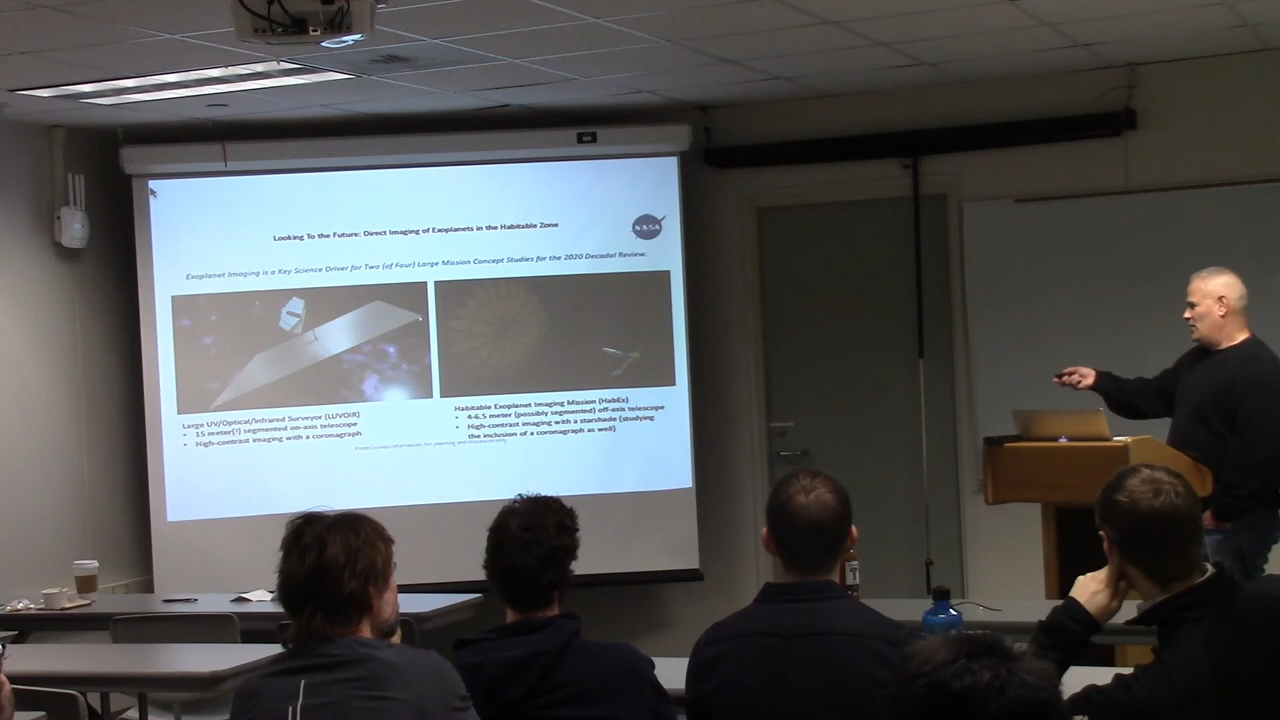 Looking To the Future: Direct Imaging of Exoplanets in the Habitable Zone
NASA
Exoplanet Imaging is a Key Science Driver for Two (of Four) Large Mission Concept Studies for the 2020 Decadal Review.
Large UV/Optical/Infrared Surveyor (LUVOIR)
• 15 meter(!) segmented on-axis telescope
• High-contrast imaging with a coronagraph
Habitable Exoplanet Imaging Mission (HabEx)
• 4-6.5 meter (possibly segmented) off-axis telescope
• High-contrast imaging with a starshade (studying
the inclusion of a coronagraph as well)